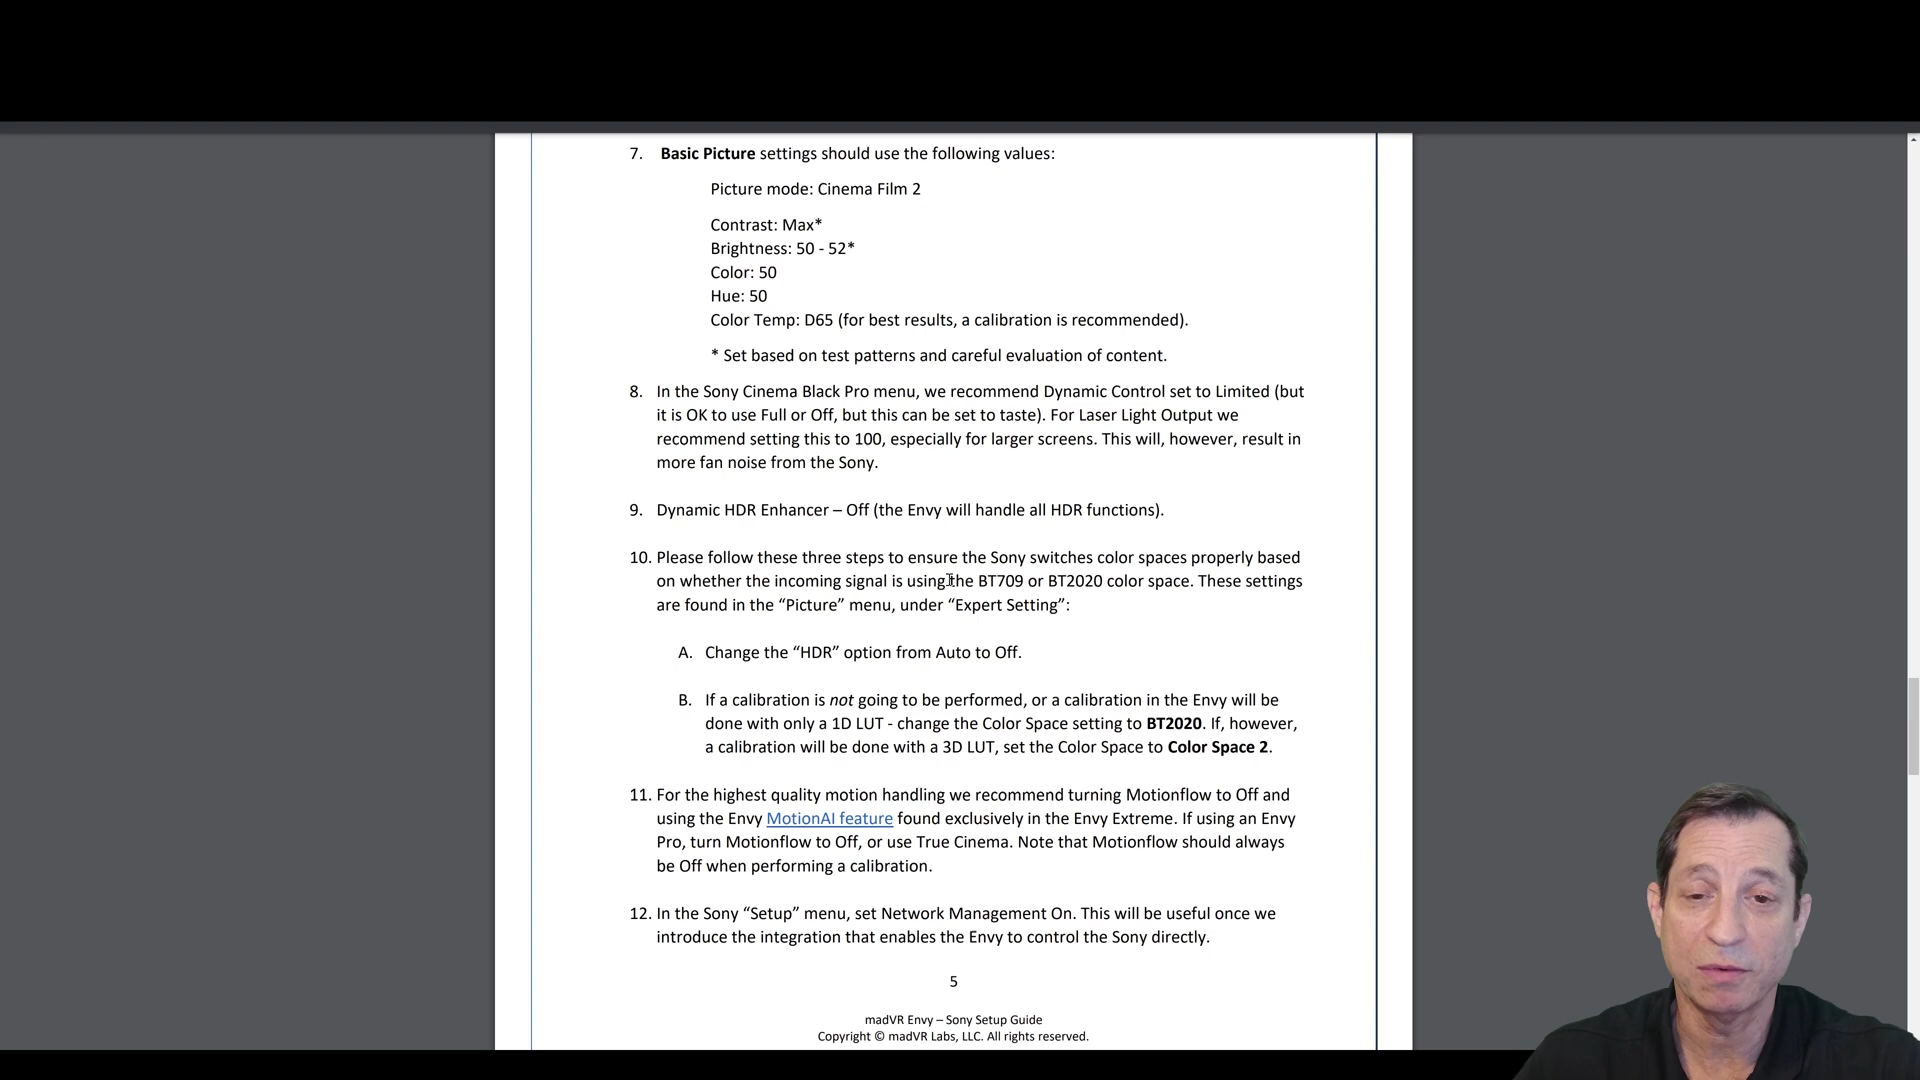 7. Basic Picture settings should use the following values:
Picture mode: Cinema Film 2
Contrast: Max*
Brightness: 50 - 52*
Color: 50
Hue: 50
Color Temp: D65 (for best results, a calibration is recommended).
* Set based on test patterns and careful evaluation of content.
8. In the Sony Cinema Black Pro menu, we recommend Dynamic Control set to Limited (but
it is OK to use Full or Off, but this can be set to taste). For Laser Light Output we
recommend setting this to 100, especially for larger screens. This will, however, result in
more fan noise from the Sony.
9. Dynamic HDR Enhancer – Off (the Envy will handle all HDR functions).
10. Please follow these three steps to ensure the Sony switches color spaces properly based
on whether the incoming signal is using the BT709 or BT2020 color space. These settings
are found in the “Picture” menu, under “Expert Setting”:
A. Change the “HDR” option from Auto to Off.
B. If a calibration is not going to be performed, or a calibration in the Envy will be
done with only a 1D LUT - change the Color Space setting to BT2020. If, however,
a calibration will be done with a 3D LUT, set the Color Space to Color Space 2.
11. For the highest quality motion handling we recommend turning Motionflow to Off and
using the Envy MotionAI feature found exclusively in the Envy Extreme. If using an Envy
Pro, turn Motionflow to Off, or use True Cinema. Note that Motionflow should always
be Off when performing a calibration.
12. In the Sony “Setup” menu, set Network Management On. This will be useful once we
introduce the integration that enables the Envy to control the Sony directly.
5
madVR Envy – Sony Setup Guide
Copyright © madVR Labs, LLC. All rights reserved.